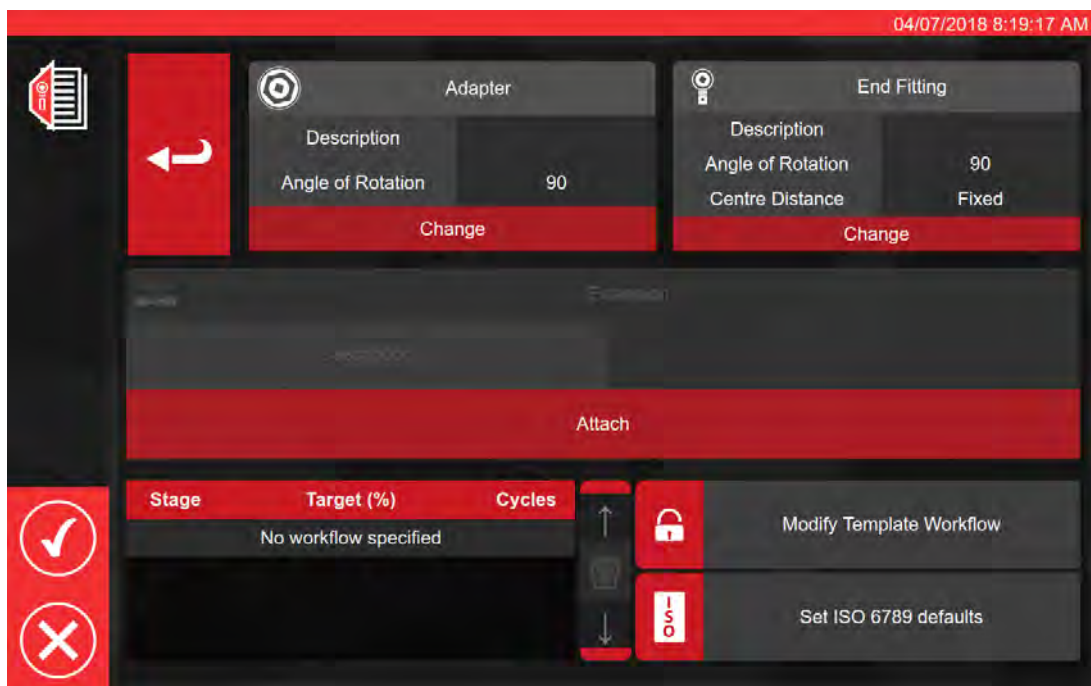 04/07/2018 8:19:17 AM
Adapter
Description
Angle of Rotation 90
Change
End Fitting
Description
Angle of Rotation 90
Centre Distance Fixed
Change
Attach
Stage Target (%) Cycles
No workflow specified
Modify Template Workflow
ISO
Set ISO 6789 defaults